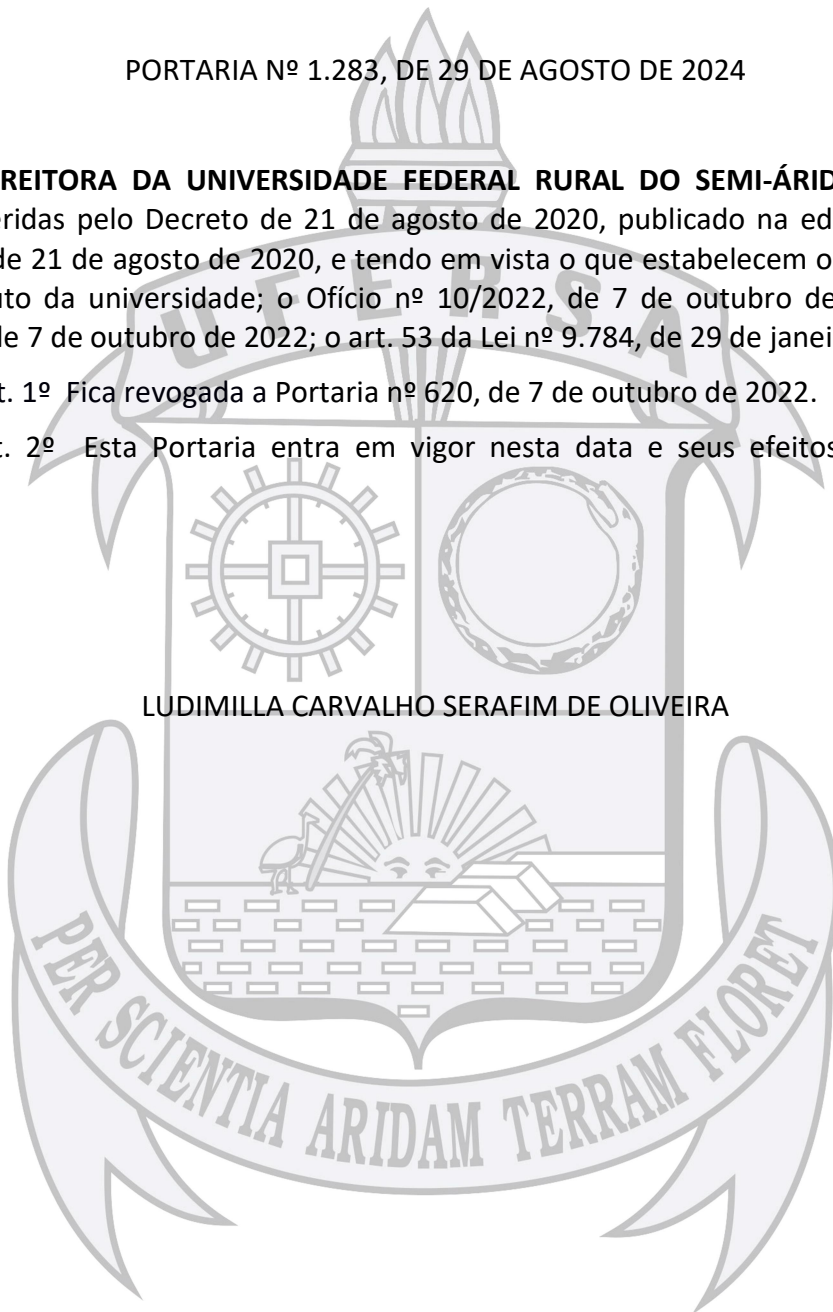 PORTARIA Nº 1.283, DE 29 DE AGOSTO DE 2024
REITORA DA UNIVERSIDADE FEDERAL RURAL DO SEMI-ÁRID
eridas pelo Decreto de 21 de agosto de 2020, publicado na ed
de 21 de agosto de 2020, e tendo em vista o que estabelecem o
uto da universidade; o Ofício nº 10/2022, de 7 de outubro de
de 7 de outubro de 2022; o art. 53 da Lei nº 9.784, de 29 de janei
t. 1º Fica revogada a Portaria nº 620, de 7 de outubro de 2022.
t. 2º Esta Portaria entra em vigor nesta data e seus efeitos
LUDIMILLA CARVALHO SERAFIM DE OLIVEIRA
UFERSA
PER SCIENTIA ARIDAM TERRAM FLORET